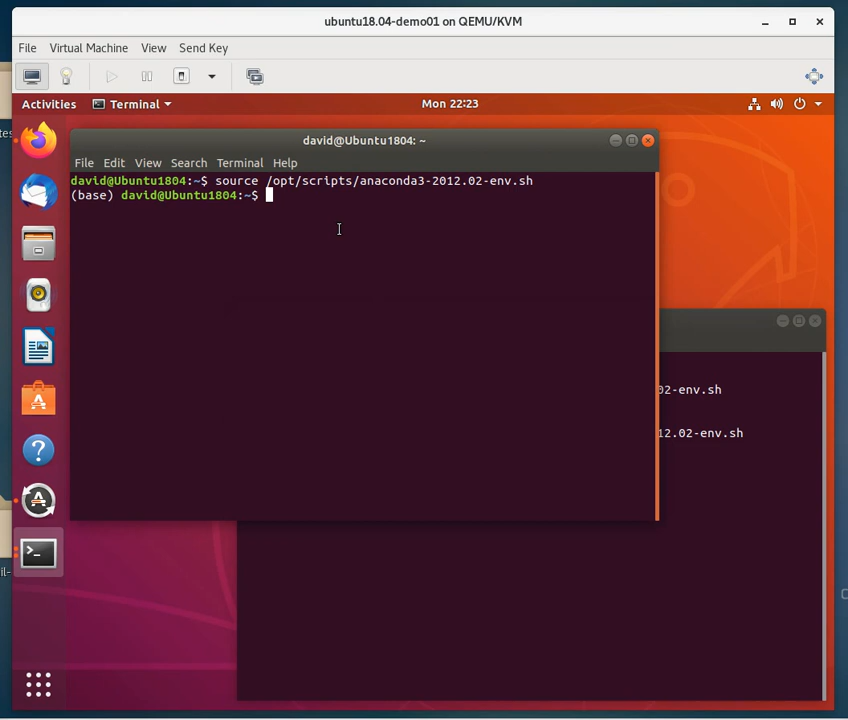 ubuntu18.04-demo01 on QEMU/KVM
File Virtual Machine View Send Key
Activities Terminal Mon 22:23
david@Ubuntu1804: ~
File Edit View Search Terminal Help
david@Ubuntu1804:~$ source /opt/scripts/anaconda3-2012.02-env.sh
(base) david@Ubuntu1804:~$
02-env.sh
12.02-env.sh
tes
il-